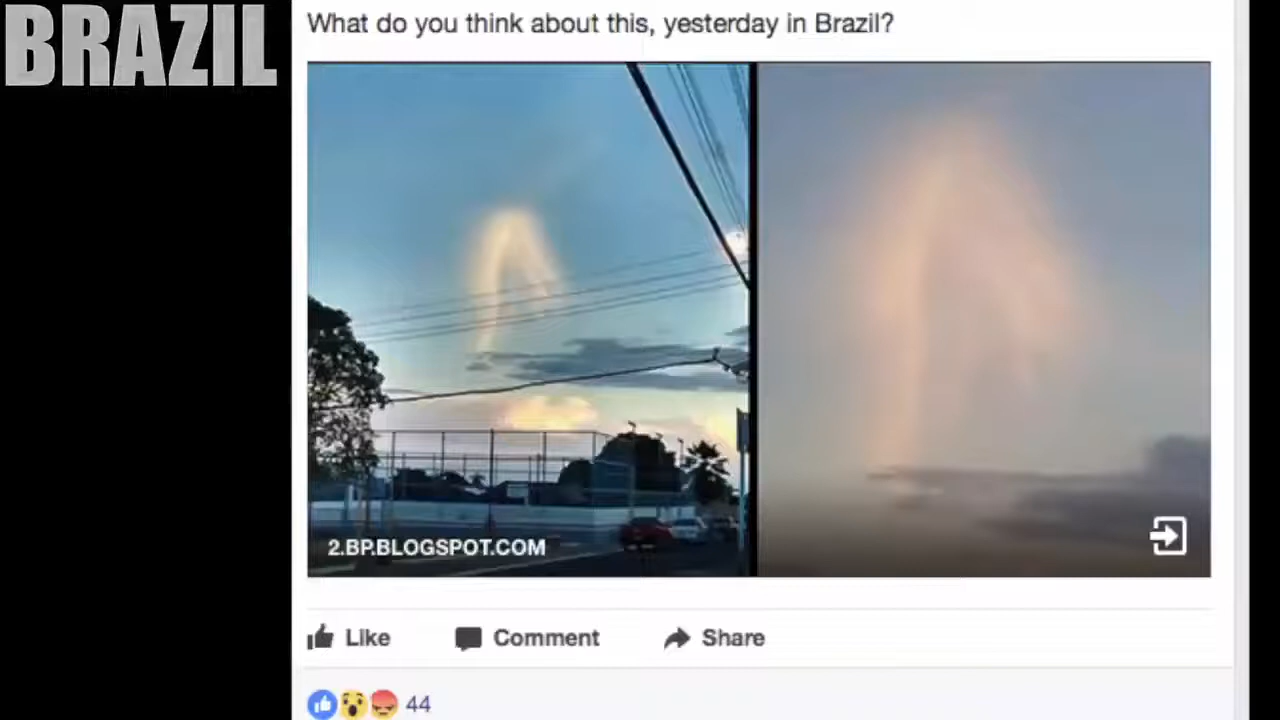 BRAZIL
What do you think about this, yesterday in Brazil?
2.BP.BLOGSPOT.COM
Like
Comment
Share
44